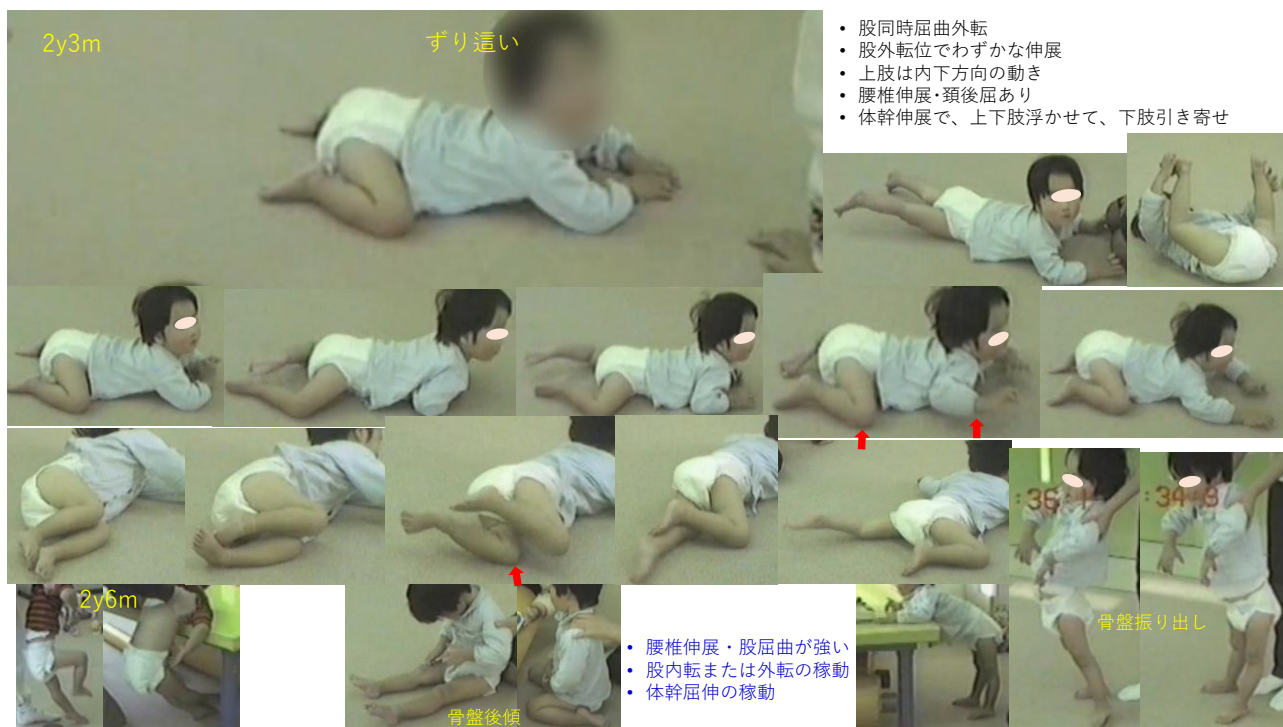 2y3m
ずり這い
• 股同時屈曲外転
• 股外転位でわずかな伸展
• 上肢は内下方向の動き
• 腰椎伸展･頚後屈あり
• 体幹伸展で、上下肢浮かせて、下肢引き寄せ
:36
:34
2y6m
骨盤振り出し
• 腰椎伸展・股屈曲が強い
• 股内転または外転の稼動
• 体幹屈伸の稼動
骨盤後傾